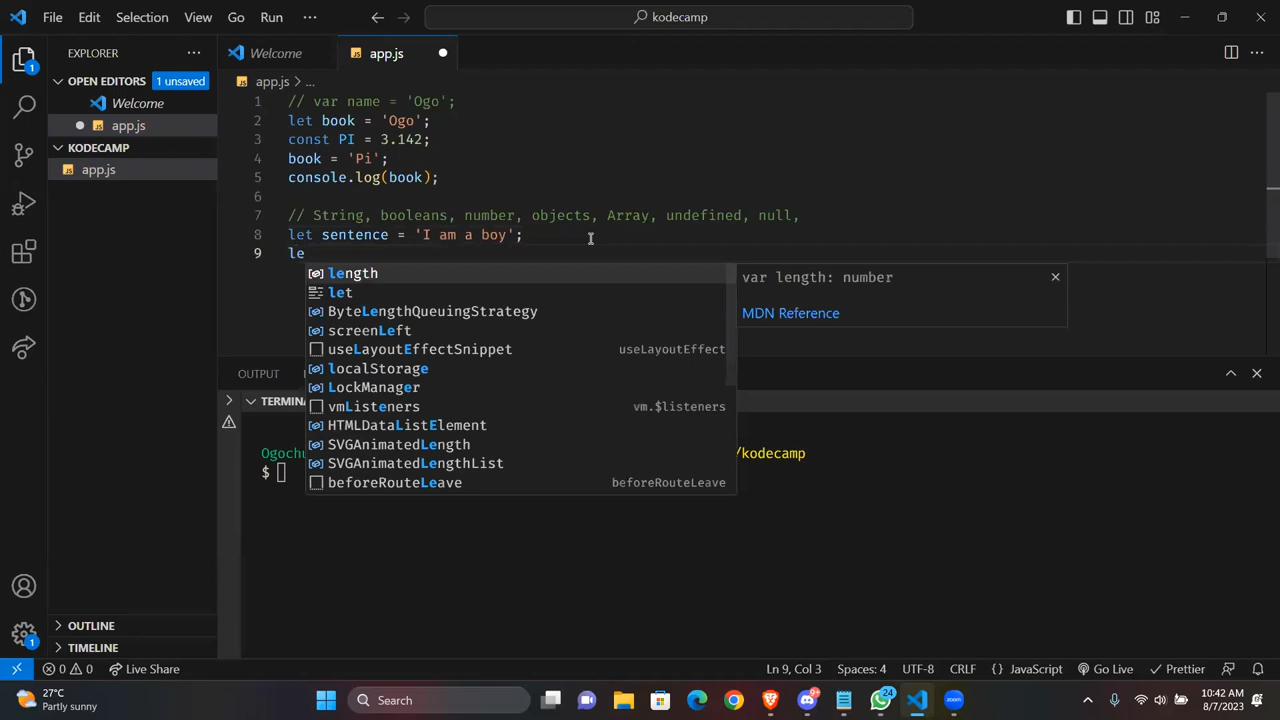 File Edit Selection View Go Run ··· kodecamp
EXPLORER ···
OPEN EDITORS 1 unsaved
Welcome
app.js
KODECAMP
app.js
OUTLINE
TIMELINE
Welcome app.js
app.js > ...
1 // var name = 'Ogo';
2 let book = 'Ogo';
3 const PI = 3.142;
4 book = 'Pi';
5 console.log(book);
6
7 // String, booleans, number, objects, Array, undefined, null,
8 let sentence = 'I am a boy';
9 le
length
let
ByteLengthQueuingStrategy
screenLeft
useLayoutEffectSnippet useLayoutEffect
localStorage
LockManager
vmListeners vm.$listeners
HTMLDataListElement
SVGAnimatedLength
SVGAnimatedLengthList
beforeRouteLeave beforeRouteLeave
var length: number
MDN Reference
OUTPUT
TERMINA
Ogochu /kodecamp
$
1
1
0 0 Live Share Ln 9, Col 3 Spaces: 4 UTF-8 CRLF {} JavaScript Go Live Prettier
27°C
Partly sunny
Search
24
zoom
10:42 AM
8/7/2023